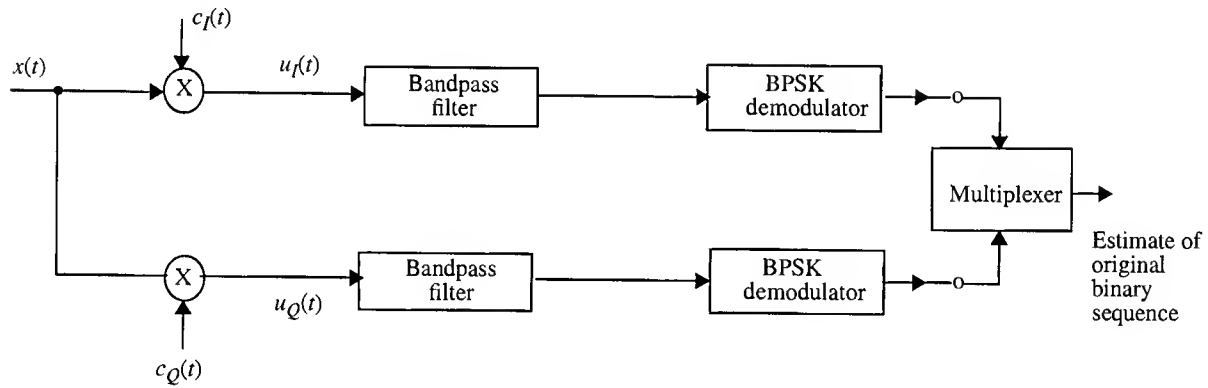 c_I(t)
x(t)
X
u_I(t)
Bandpass
filter
BPSK
demodulator
o
Multiplexer
Estimate of
original
binary
sequence
X
u_Q(t)
Bandpass
filter
BPSK
demodulator
o
c_Q(t)